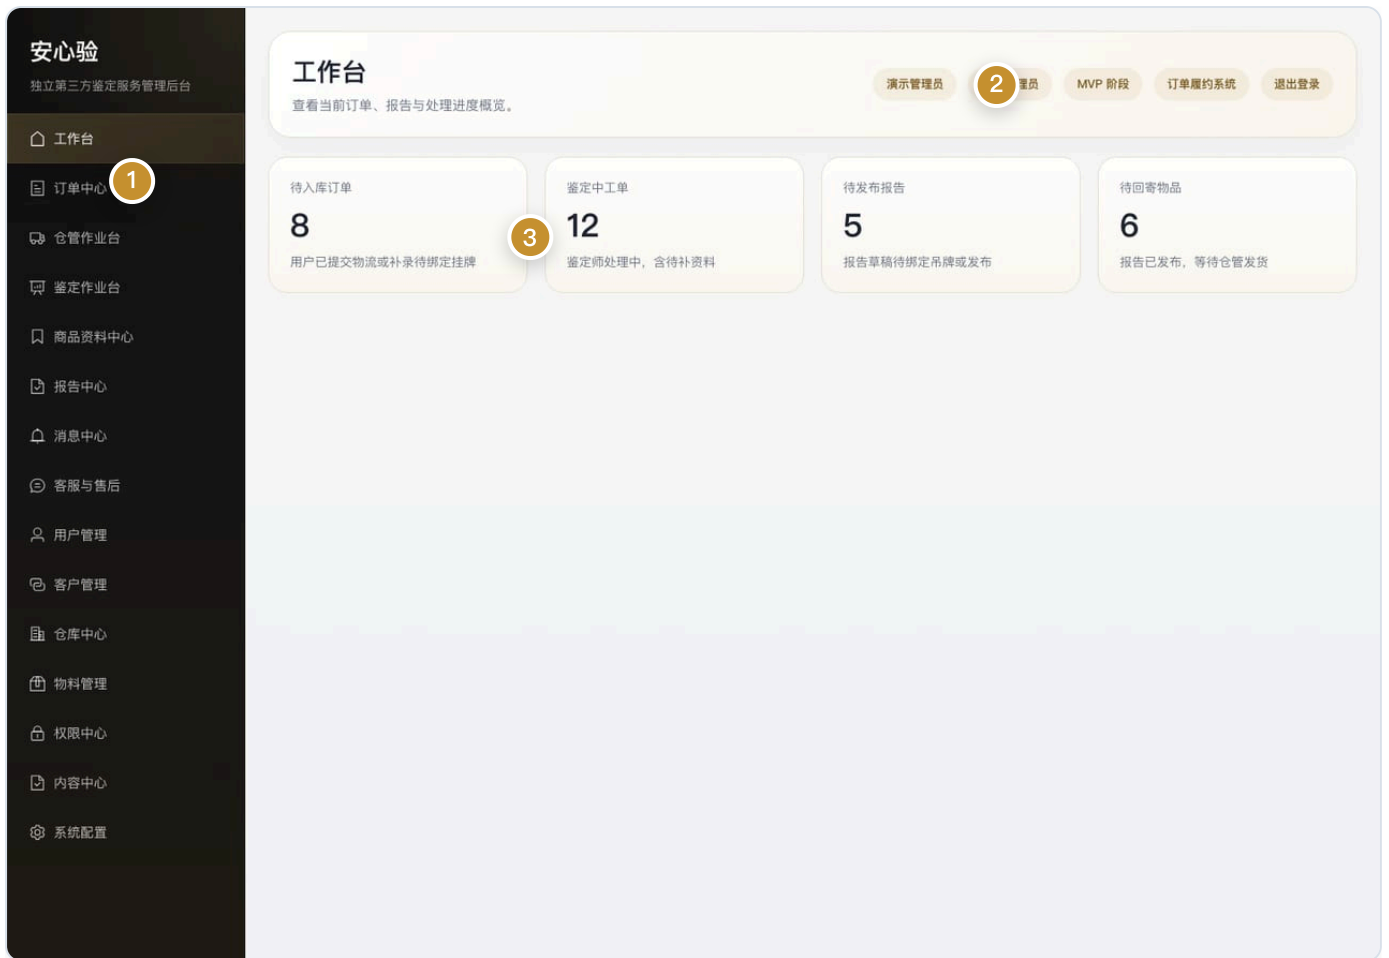 安心验
独立第三方鉴定服务管理后台
工作台
订单中心
1
仓管作业台
鉴定作业台
商品资料中心
报告中心
消息中心
客服与售后
用户管理
客户管理
仓库中心
物料管理
权限中心
内容中心
系统配置
工作台
查看当前订单、报告与处理进度概览。
演示管理员
2
理员
MVP 阶段
订单履约系统
退出登录
待入库订单
8
用户已提交物流或补录待绑定挂牌
3
鉴定中工单
12
鉴定师处理中，含待补资料
待发布报告
5
报告草稿待绑定吊牌或发布
待回寄物品
6
报告已发布，等待仓管发货